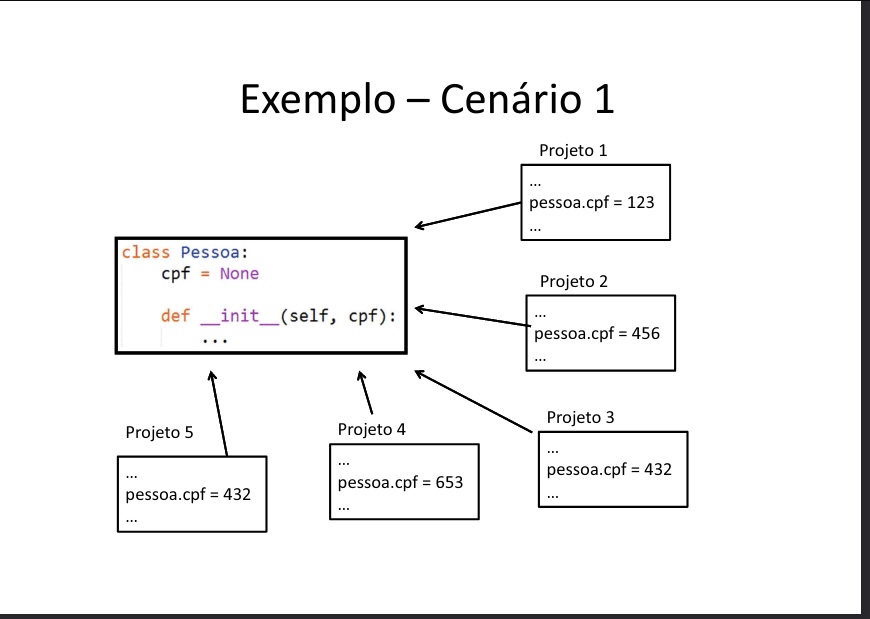 Exemplo – Cenário 1
Projeto 1
...
pessoa.cpf = 123
...
class Pessoa:
    cpf = None
    def __init__(self, cpf):
        ...
Projeto 2
...
pessoa.cpf = 456
...
Projeto 3
...
pessoa.cpf = 432
...
Projeto 4
...
pessoa.cpf = 653
...
Projeto 5
...
pessoa.cpf = 432
...